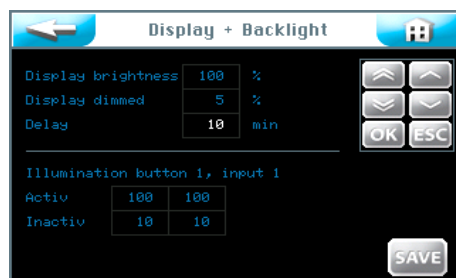 Display + Backlight
Display brightness 100 %
Display dimmed 5 %
Delay 10 min
OK ESC
Illumination button 1, input 1
Activ 100 100
Inactiv 10 10
SAVE